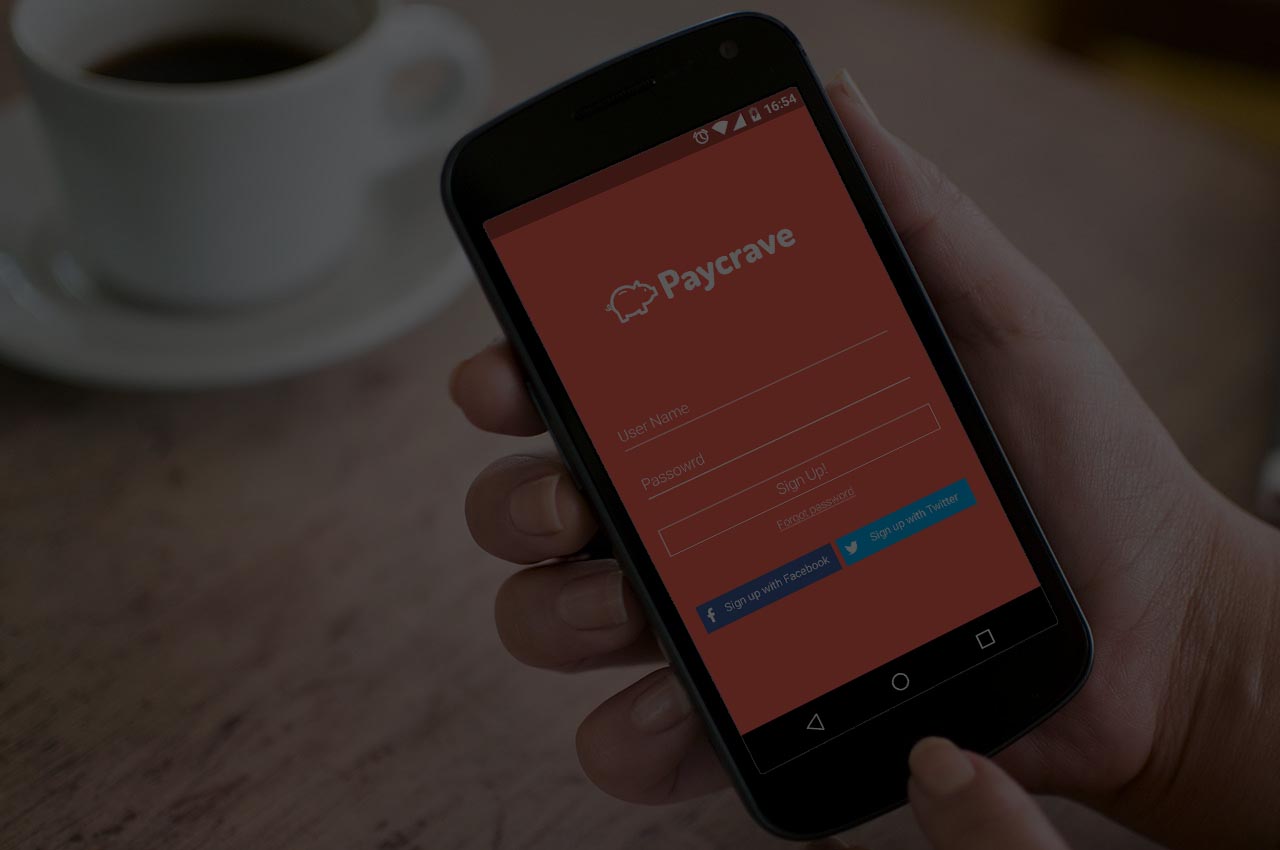 16:54
Paycrave
User Name
Passowrd
Sign Up!
Forgot password
Sign up with Facebook
Sign up with Twitter